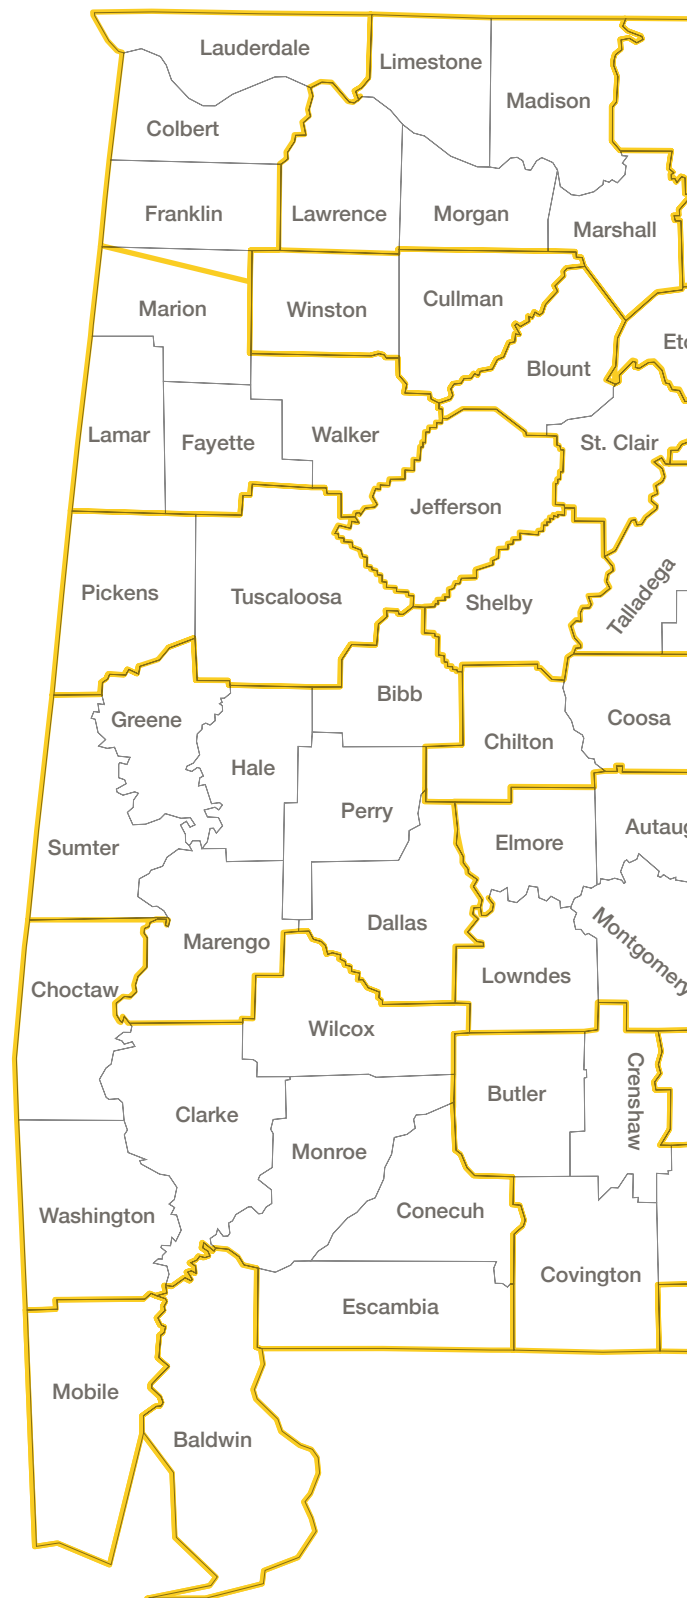 Lauderdale
Limestone
Madison
Colbert
Franklin
Lawrence
Morgan
Marshall
Marion
Winston
Cullman
Blount
Eto
Lamar
Fayette
Walker
St. Clair
Jefferson
Pickens
Tuscaloosa
Shelby
Talladega
Bibb
Greene
Coosa
Chilton
Hale
Perry
Sumter
Elmore
Autaug
Marengo
Dallas
Montgomery
Choctaw
Lowndes
Wilcox
Clarke
Butler
Crenshaw
Monroe
Washington
Conecuh
Covington
Escambia
Mobile
Baldwin